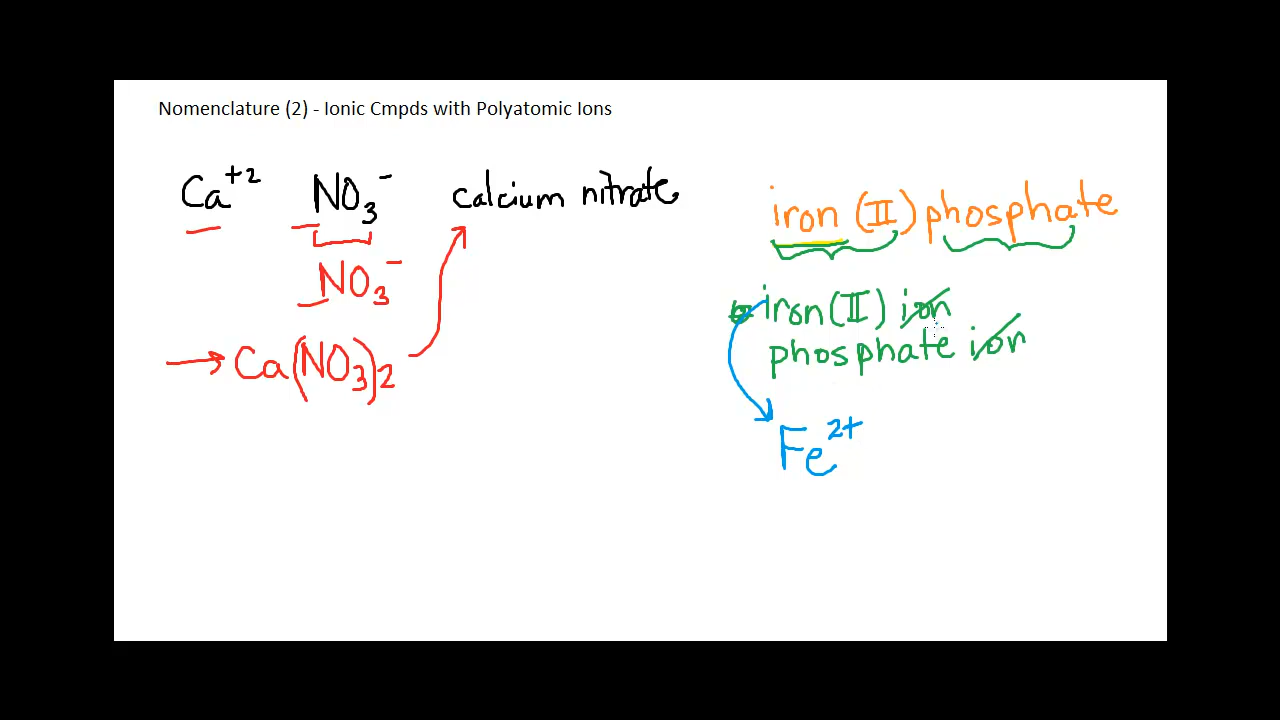 Nomenclature (2) - Ionic Cmpds with Polyatomic Ions
Ca⁺² NO₃⁻ calcium nitrate
NO₃⁻
Ca(NO₃)₂
iron (II) phosphate
iron (II) ion
phosphate ion
Fe²⁺